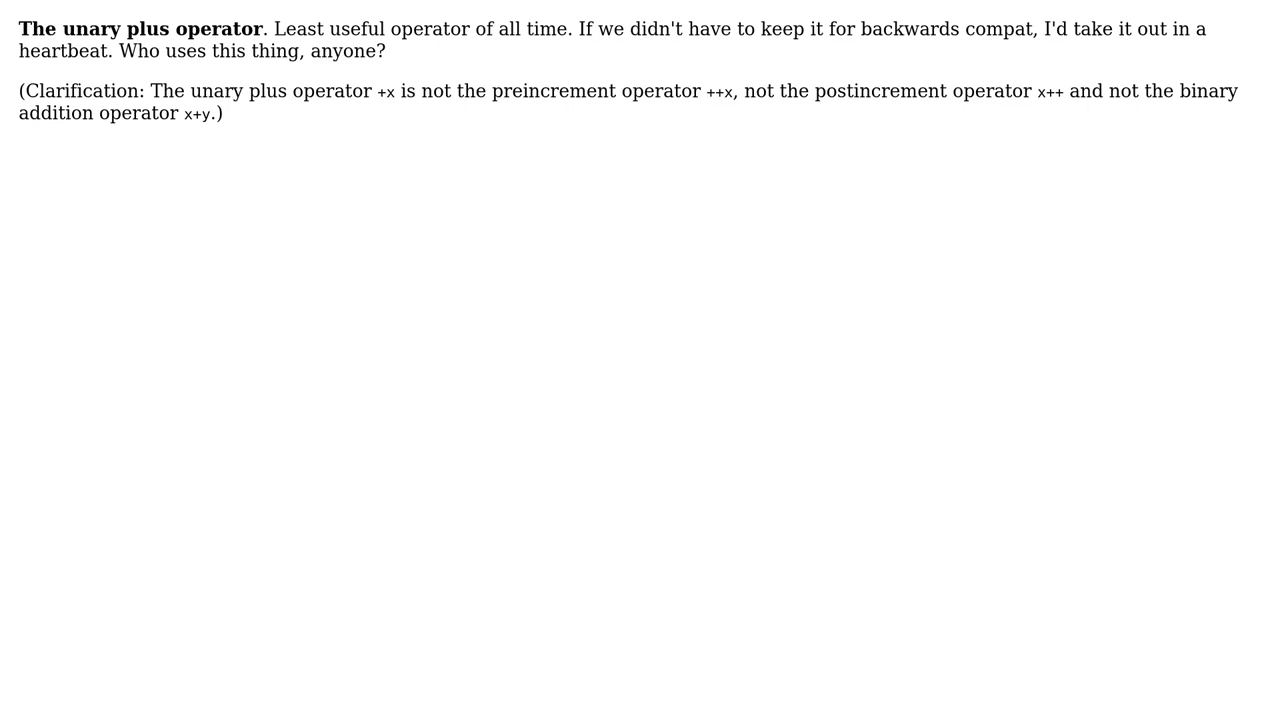 The unary plus operator. Least useful operator of all time. If we didn't have to keep it for backwards compat, I'd take it out in a
heartbeat. Who uses this thing, anyone?
(Clarification: The unary plus operator +x is not the preincrement operator ++x, not the postincrement operator x++ and not the binary
addition operator x+y.)